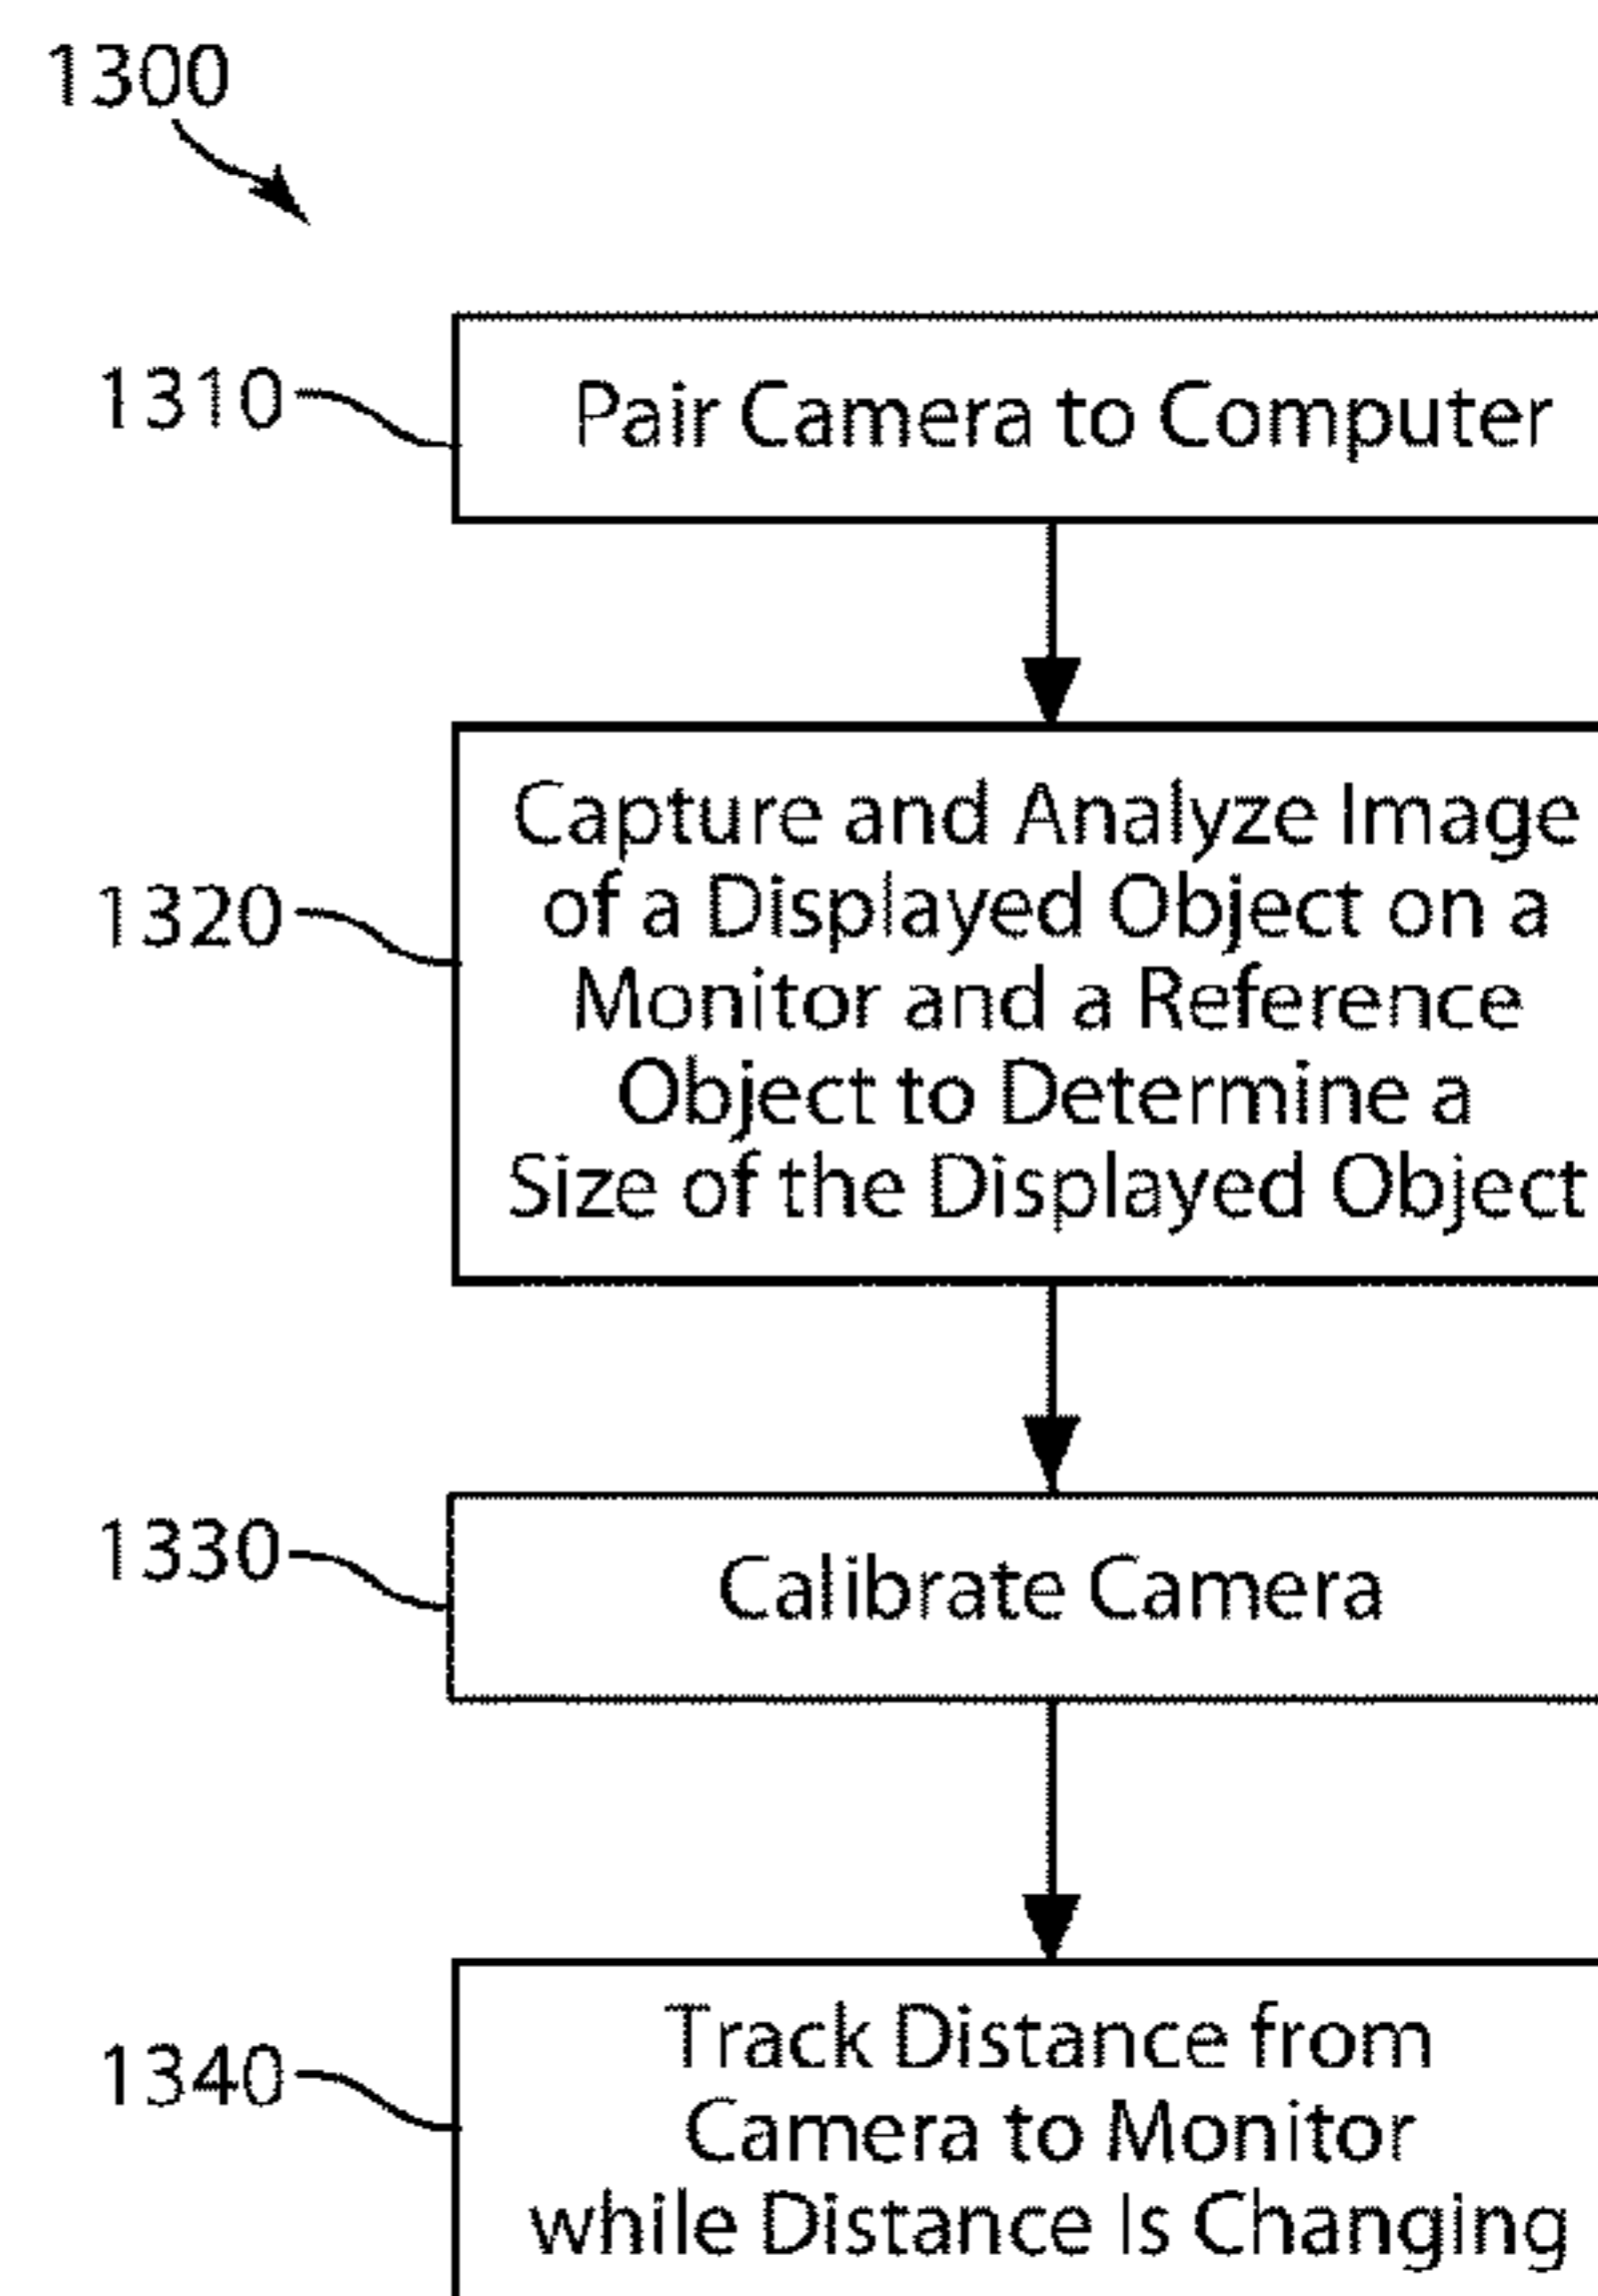 1300
1310
Pair Camera to Computer
1320
Capture and Analyze Image
of a Displayed Object on a
Monitor and a Reference
Object to Determine a
Size of the Displayed Object
1330
Calibrate Camera
1340
Track Distance from
Camera to Monitor
while Distance Is Changing